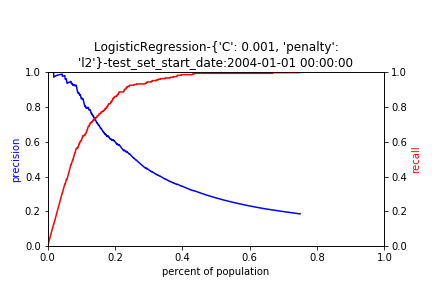 LogisticRegression-{'C': 0.001, 'penalty':
'l2'}-test_set_start_date:2004-01-01 00:00:00
1.0
0.8
0.6
0.4
0.2
0.0
precision
1.0
0.8
0.6
0.4
0.2
0.0
recall
0.0 0.2 0.4 0.6 0.8 1.0
percent of population